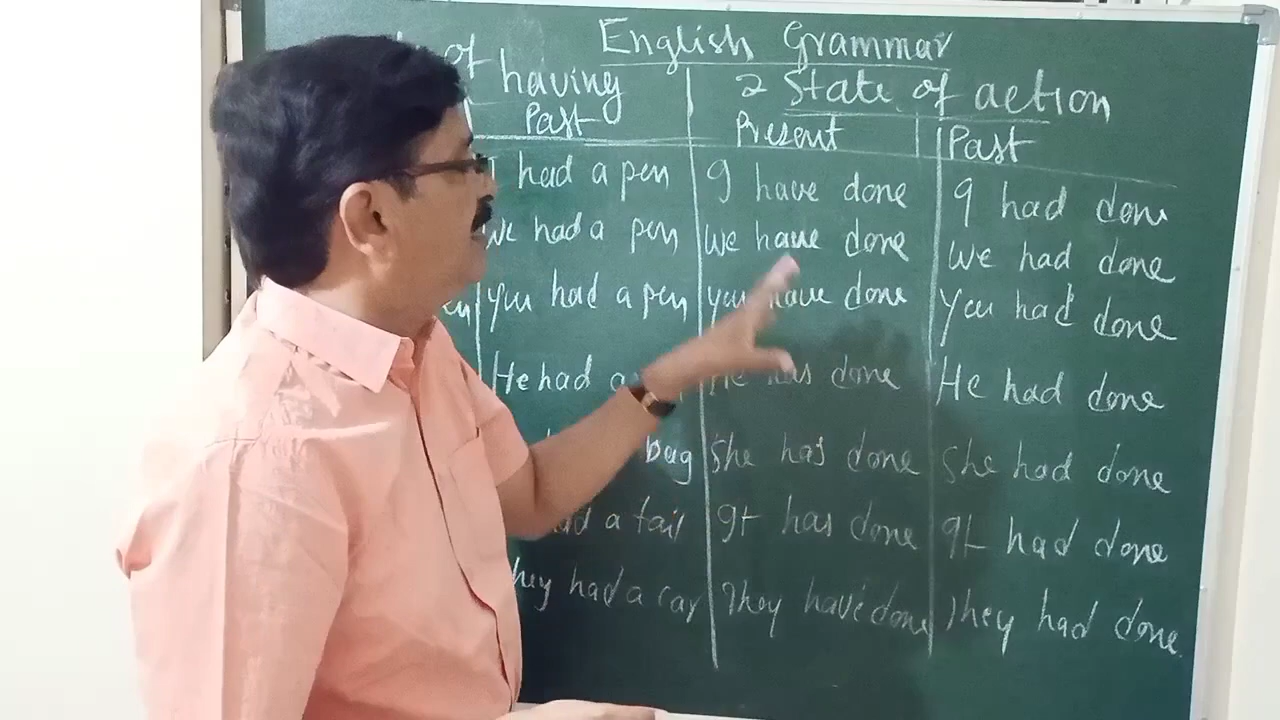 English Grammar
of having
2 State of action
Past
Present
Past
I had a pen
I have done
I had done
We had a pen
We have done
We had done
you had a pen
you have done
you had done
He had a
He has done
He had done
bag
She has done
She had done
had a tail
It has done
It had done
They had a car
They have done
They had done